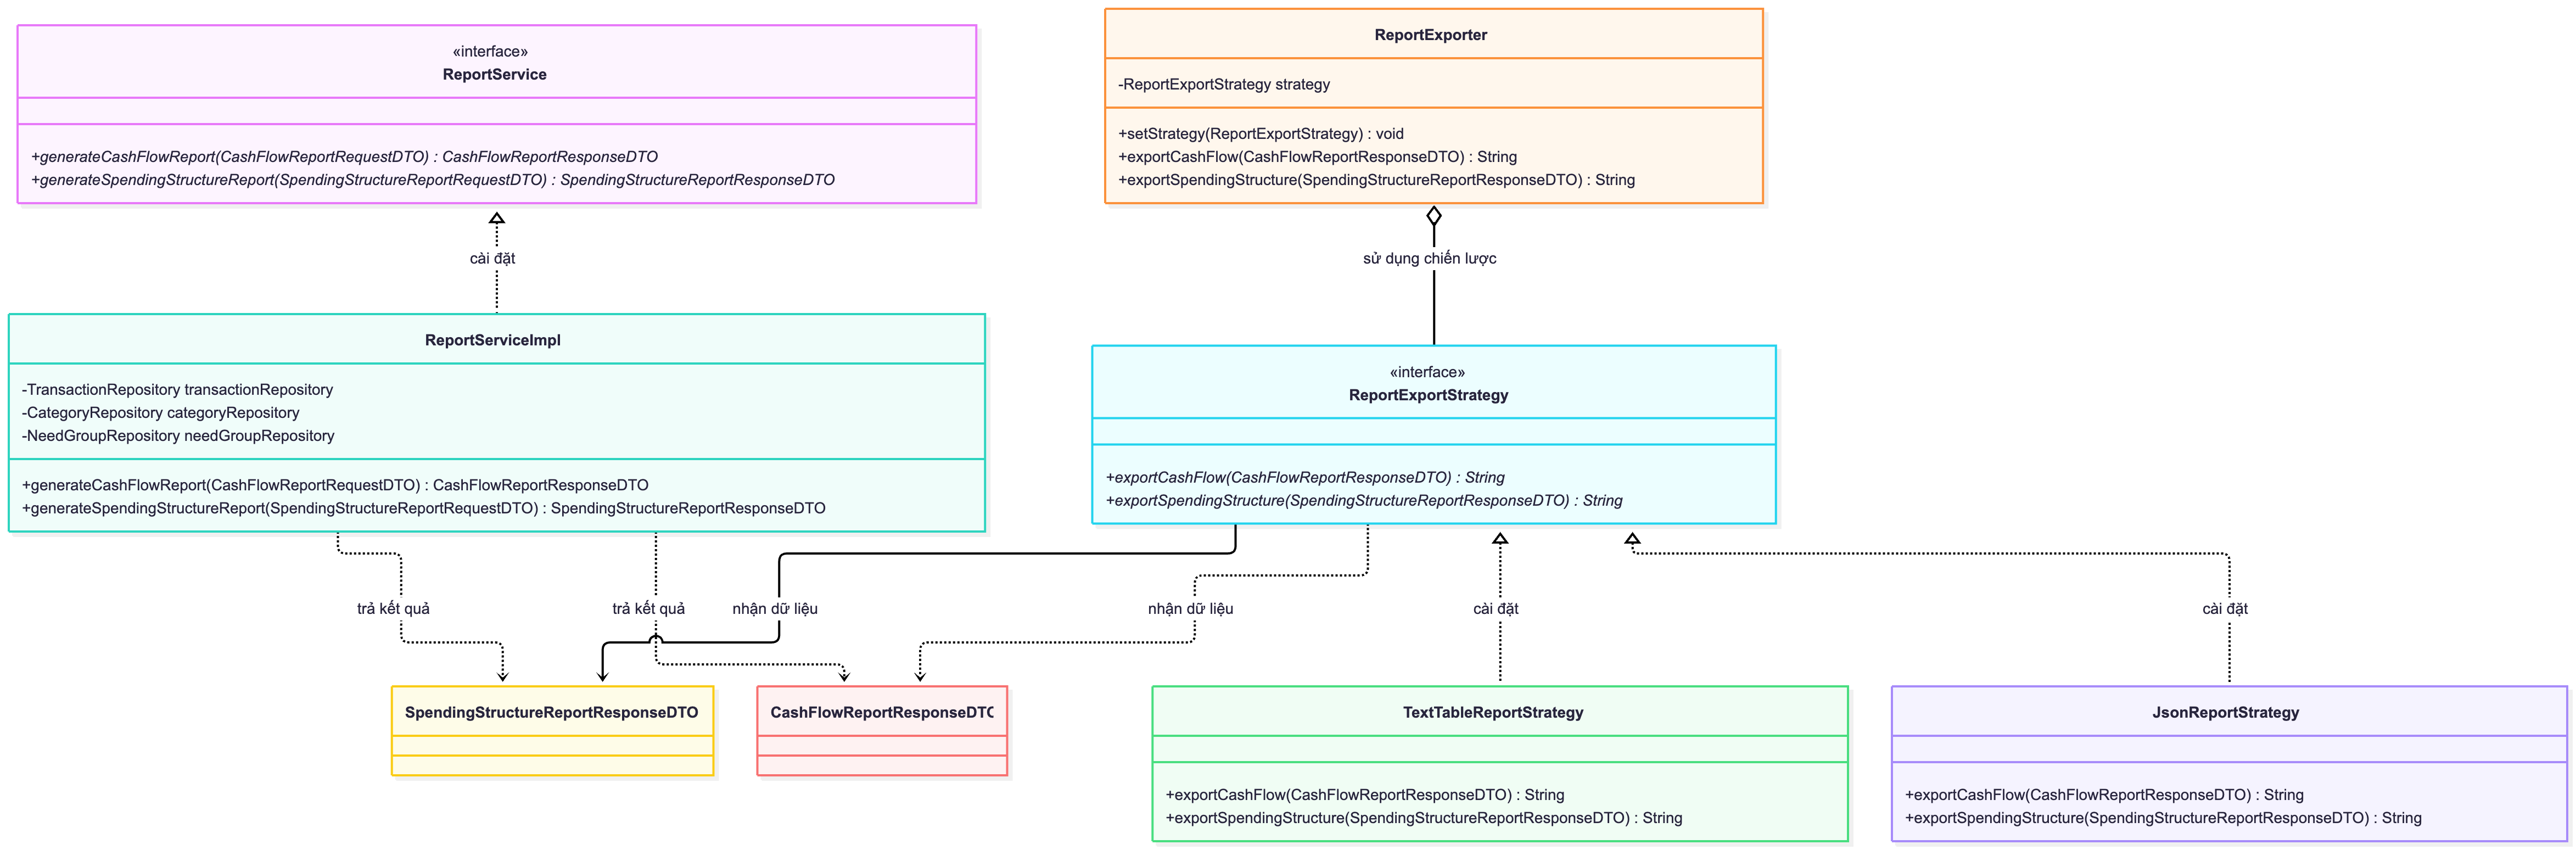 «interface»
ReportService
+generateCashFlowReport(CashFlowReportRequestDTO) : CashFlowReportResponseDTO
+generateSpendingStructureReport(SpendingStructureReportRequestDTO) : SpendingStructureReportResponseDTO
ReportExporter
-ReportExportStrategy strategy
+setStrategy(ReportExportStrategy) : void
+exportCashFlow(CashFlowReportResponseDTO) : String
+exportSpendingStructure(SpendingStructureReportResponseDTO) : String
cài đặt
sử dụng chiến lược
ReportServiceImpl
-TransactionRepository transactionRepository
-CategoryRepository categoryRepository
-NeedGroupRepository needGroupRepository
+generateCashFlowReport(CashFlowReportRequestDTO) : CashFlowReportResponseDTO
+generateSpendingStructureReport(SpendingStructureReportRequestDTO) : SpendingStructureReportResponseDTO
«interface»
ReportExportStrategy
+exportCashFlow(CashFlowReportResponseDTO) : String
+exportSpendingStructure(SpendingStructureReportResponseDTO) : String
trả kết quả
trả kết quả
nhận dữ liệu
nhận dữ liệu
cài đặt
cài đặt
SpendingStructureReportResponseDTO
CashFlowReportResponseDTO
TextTableReportStrategy
+exportCashFlow(CashFlowReportResponseDTO) : String
+exportSpendingStructure(SpendingStructureReportResponseDTO) : String
JsonReportStrategy
+exportCashFlow(CashFlowReportResponseDTO) : String
+exportSpendingStructure(SpendingStructureReportResponseDTO) : String